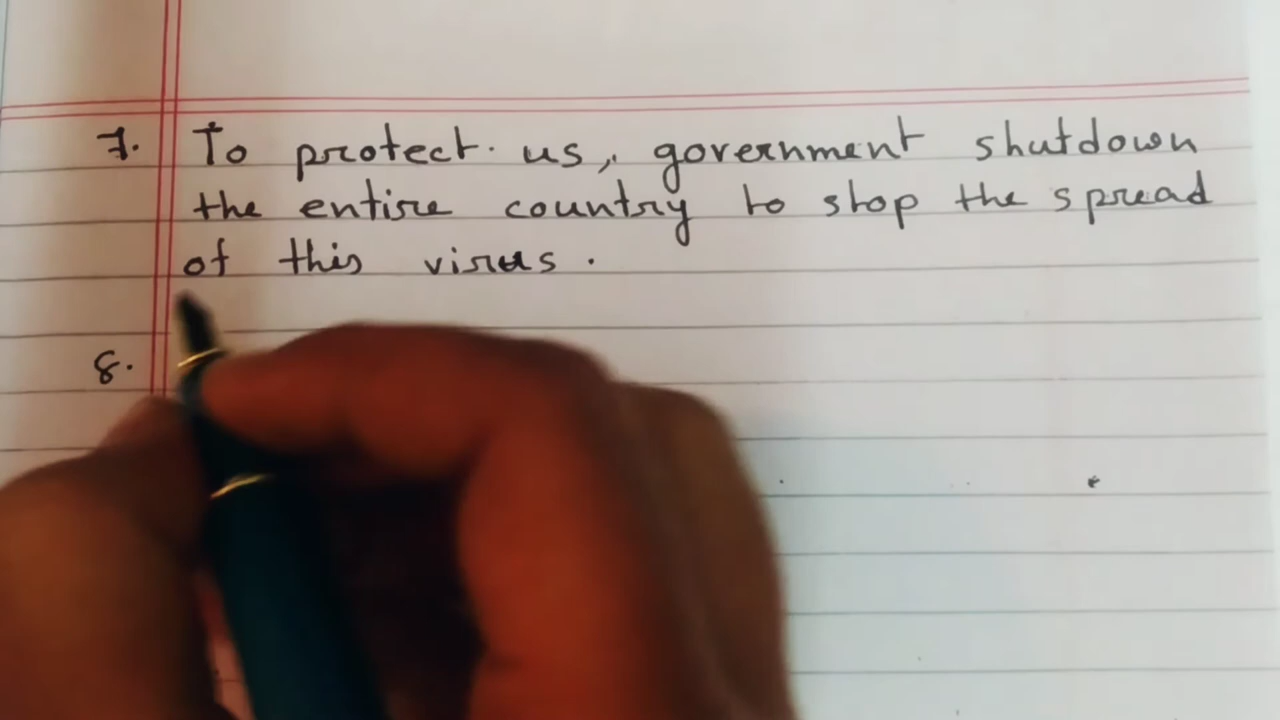 7. To protect us, government shutdown
the entire country to stop the spread
of this virus.
8.